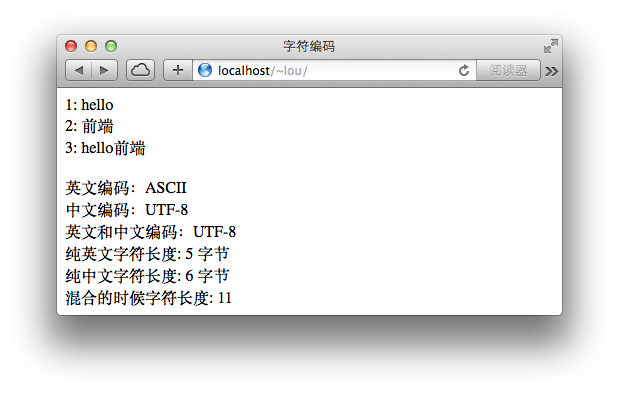 字符编码
localhost/~lou/
阅读器
1: hello
2: 前端
3: hello前端
英文编码：ASCII
中文编码：UTF-8
英文和中文编码：UTF-8
纯英文字符长度: 5 字节
纯中文字符长度: 6 字节
混合的时候字符长度: 11